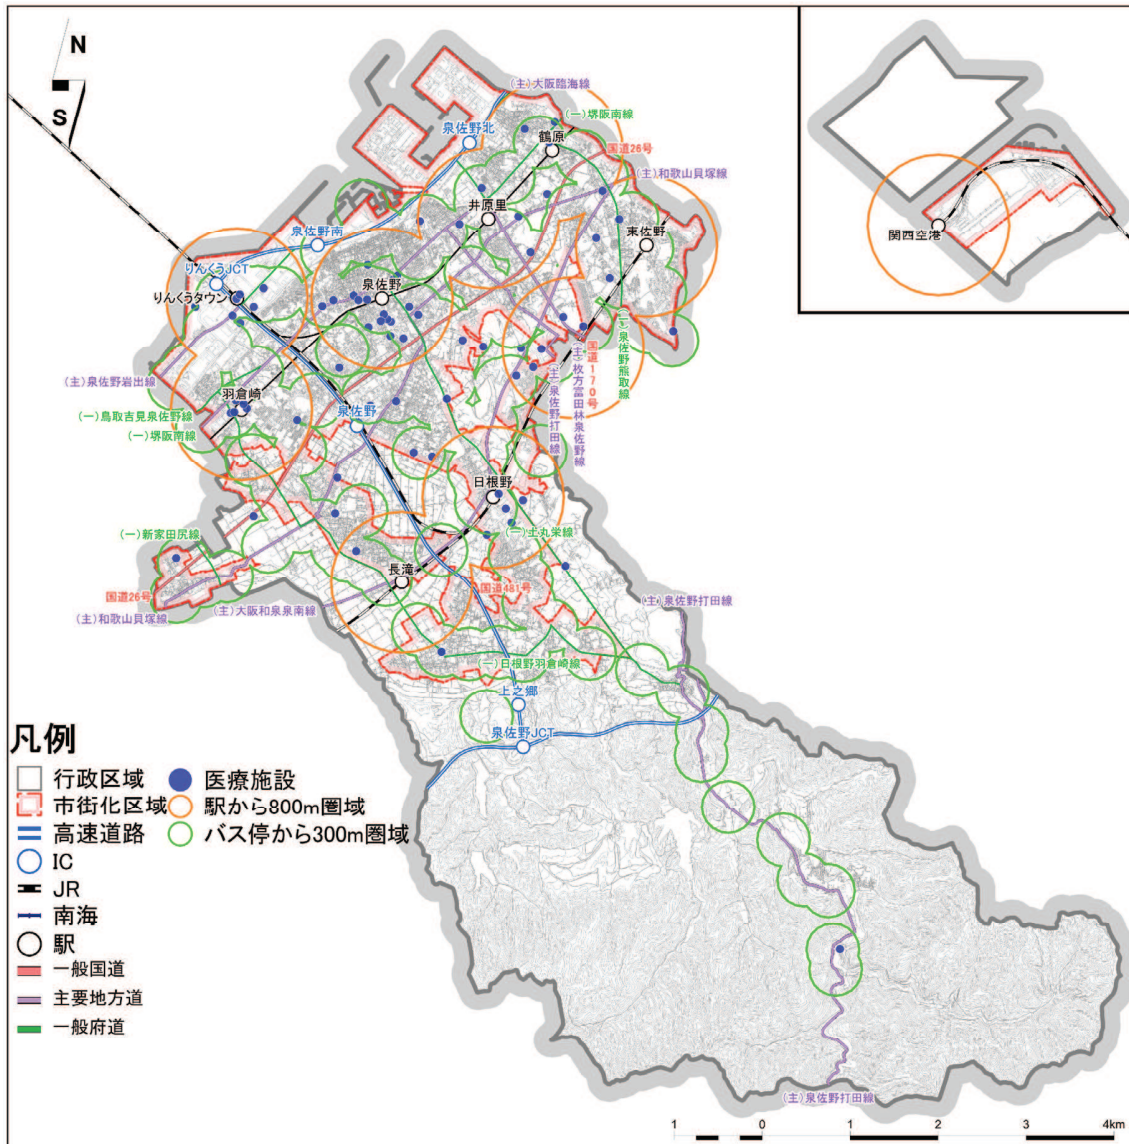 N
S
(主)大阪臨海線
(一)堺阪南線
泉佐野北
鶴原
国道26号
(主)和歌山貝塚線
井原里
東佐野
泉佐野南
りんくうJCT
りんくうタウン
泉佐野
関西空港
(一)泉佐野熊取線
国道170号
(主)枚方富田林泉佐野線
(主)泉佐野打田線
(主)泉佐野岩出線
羽倉崎
(一)鳥取吉見泉佐野線
(一)堺阪南線
泉佐野
日根野
(一)土丸栄線
(一)新家田尻線
長滝
国道481号
国道26号
(主)和歌山貝塚線
(主)大阪和泉泉南線
(主)泉佐野打田線
(一)日根野羽倉崎線
上之郷
泉佐野JCT
凡例
行政区域
医療施設
市街化区域
駅から800m圏域
高速道路
バス停から300m圏域
IC
JR
南海
駅
一般国道
主要地方道
一般府道
(主)泉佐野打田線
1 0 1 2 3 4km